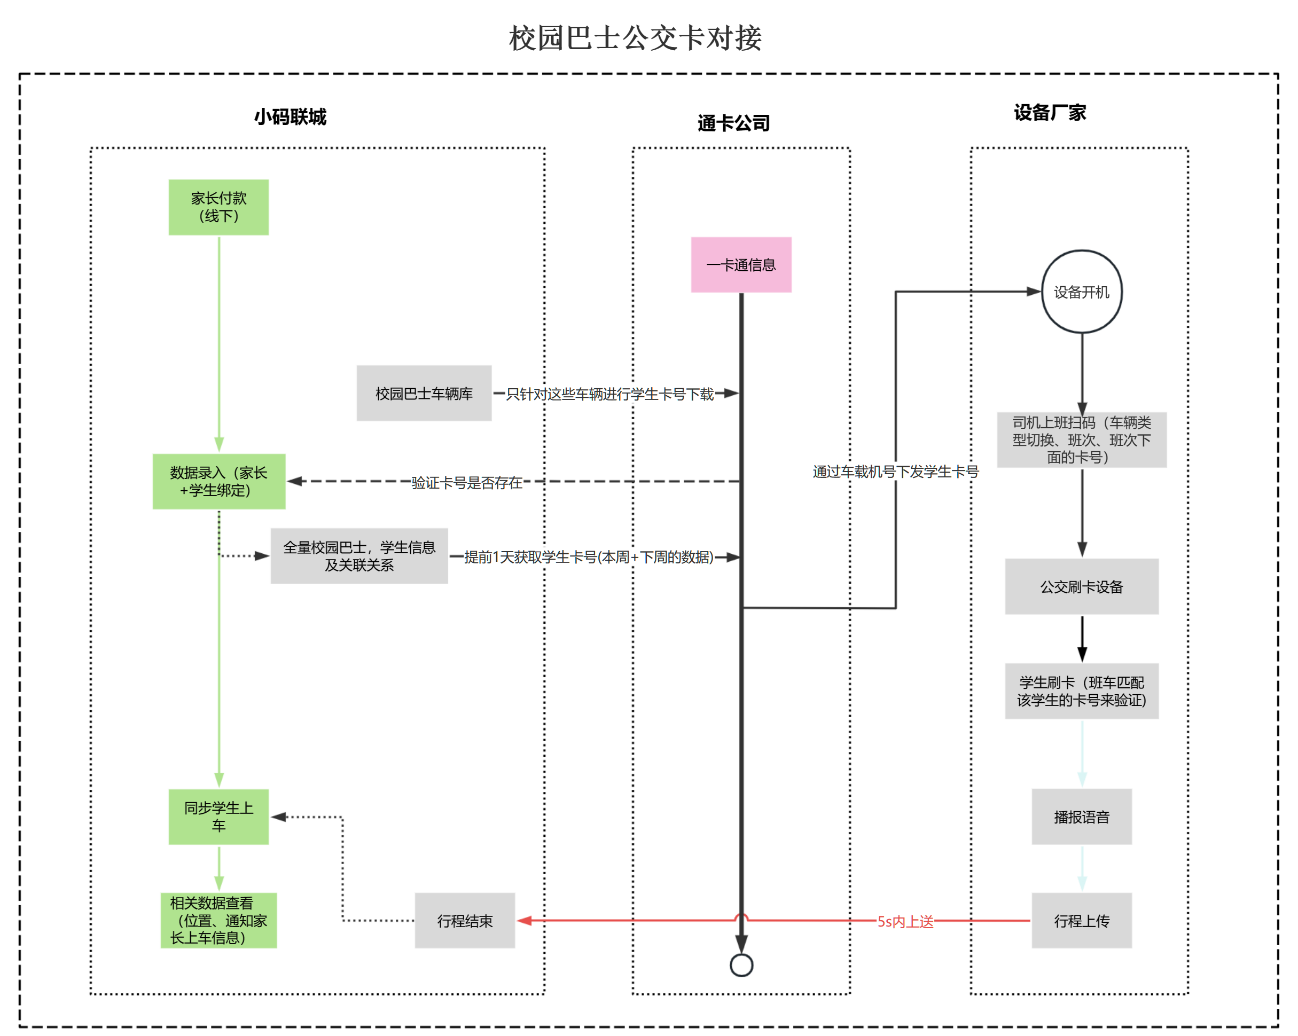 校园巴士公交卡对接
小码联城
通卡公司
设备厂家
家长付款
（线下）
一卡通信息
设备开机
校园巴士车辆库
只针对这些车辆进行学生卡号下载
司机上班扫码（车辆类
型切换、班次、班次下
面的卡号）
数据录入（家长
+学生绑定）
验证卡号是否存在
通过车载机号下发学生卡号
全量校园巴士，学生信息
及关联关系
提前1天获取学生卡号(本周+下周的数据)
公交刷卡设备
学生刷卡（班车匹配
该学生的卡号来验证)
同步学生上
车
播报语音
相关数据查看
（位置、通知家
长上车信息）
行程结束
5s内上送
行程上传